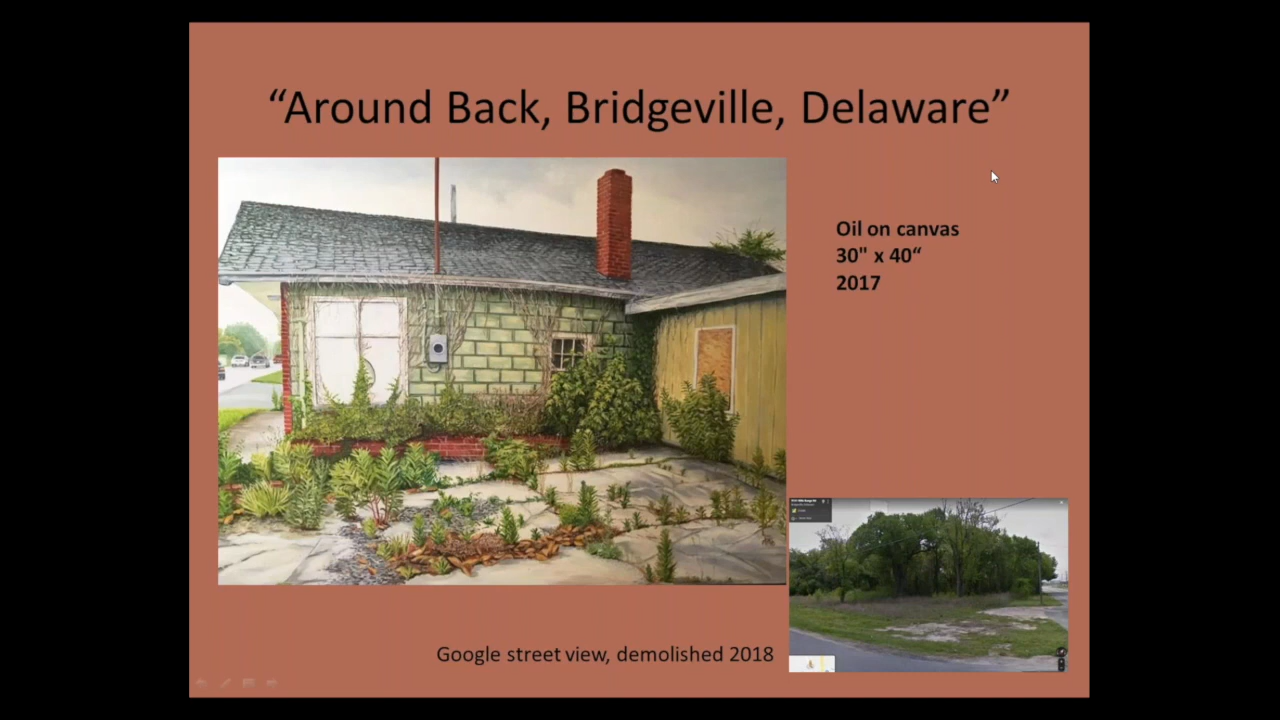 “Around Back, Bridgeville, Delaware”
Oil on canvas
30" x 40“
2017
Google street view, demolished 2018